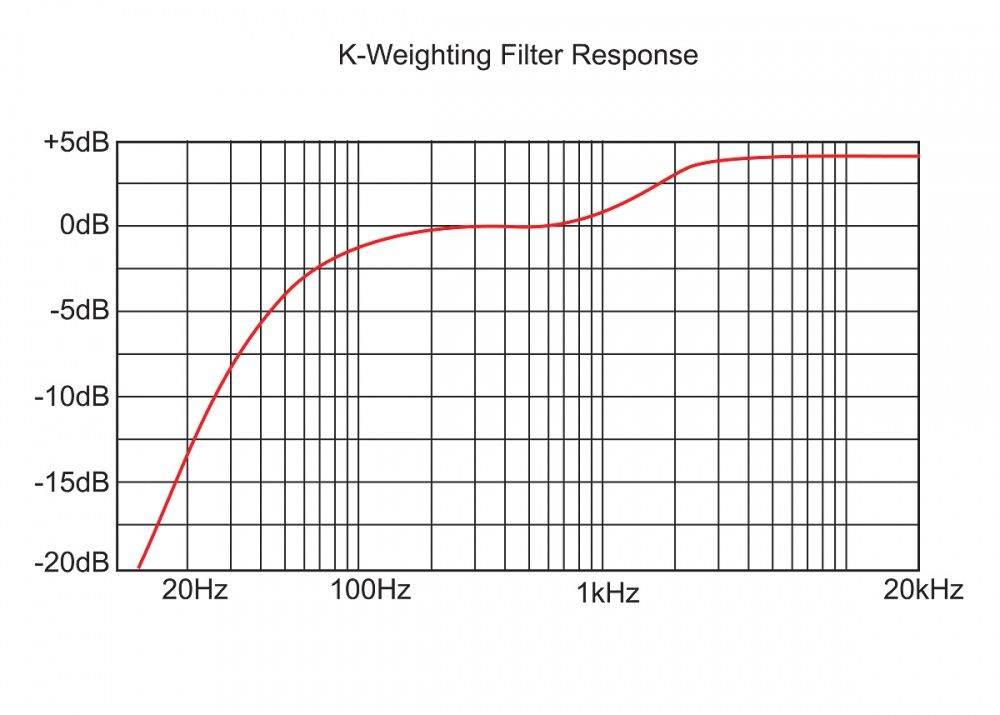 K-Weighting Filter Response
+5dB
0dB
-5dB
-10dB
-15dB
-20dB
20Hz 100Hz 1kHz 20kHz